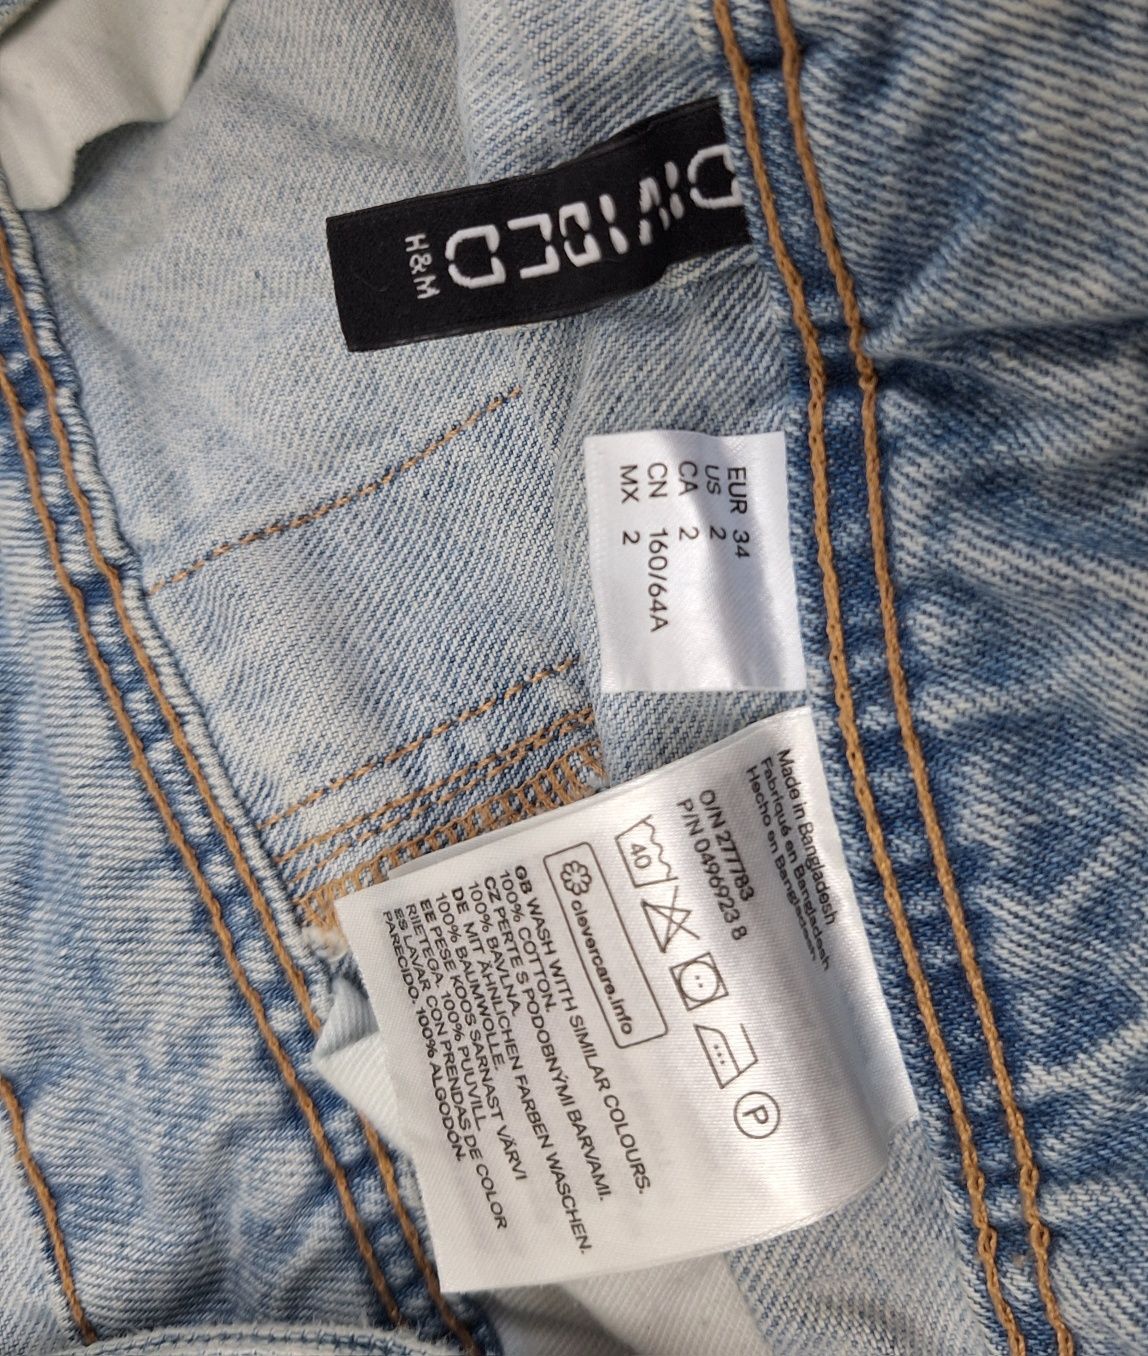 DIVIDED
H&M
EUR 34
US 2
CA 2
CN 160/64A
MX 2
Made in Bangladesh
Fabriqué en Bangladesh
Hecho en Bangladesh
O/N 277783
P/N 0496923 8
40
P
clevercare.info
GB WASH WITH SIMILAR COLOURS.
100% COTTON.
CZ PERTE S PODOBNÝMI BARVAMI.
100% BAVLNA.
DE MIT ÄHNLICHEN FARBEN WASCHEN.
100% BAUMWOLLE.
EE PESE KOOS SARNAST VÄRVI
RIIETEGA. 100% PUUVILL.
ES LAVAR CON PRENDAS DE COLOR
PARECIDO. 100% ALGODÓN.